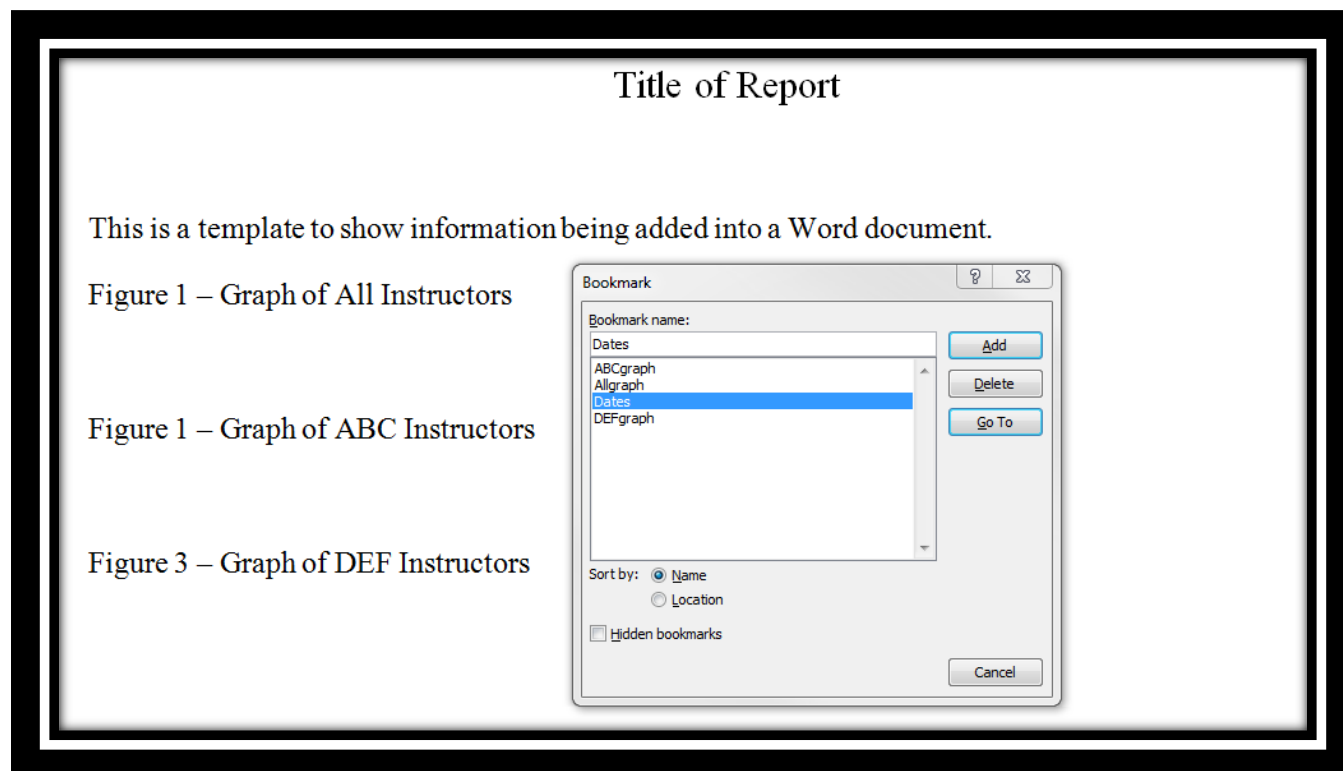 Title of Report
This is a template to show information being added into a Word document.
Figure 1 – Graph of All Instructors
Figure 1 – Graph of ABC Instructors
Figure 3 – Graph of DEF Instructors
Bookmark
Bookmark name:
Dates
Add
ABCgraph
Allgraph
Dates
DEFgraph
Delete
Go To
Sort by: Name
Location
Hidden bookmarks
Cancel